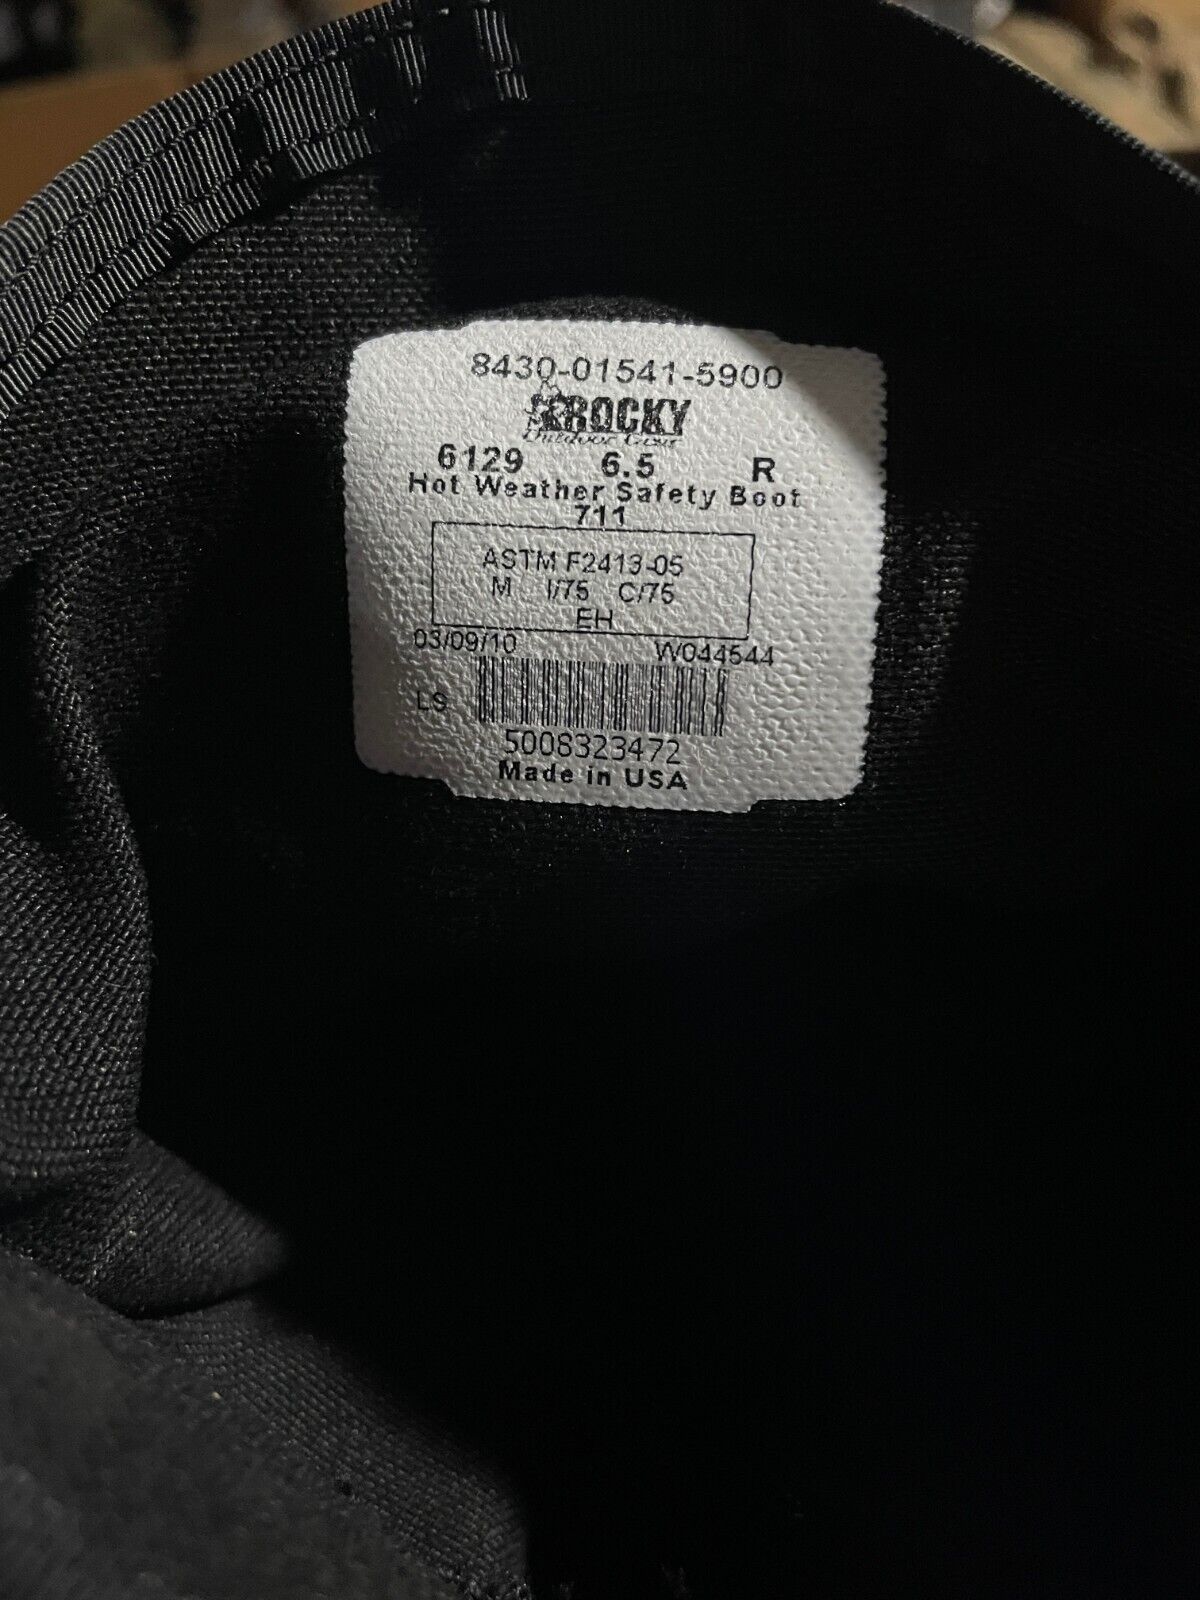 8430-01541-5900
ROCKY
Outdoor Gear
6129 6.5 R
Hot Weather Safety Boot
711
ASTM F2413-05
M I/75 C/75
EH
03/09/10 W044544
LS
5008323472
Made in USA